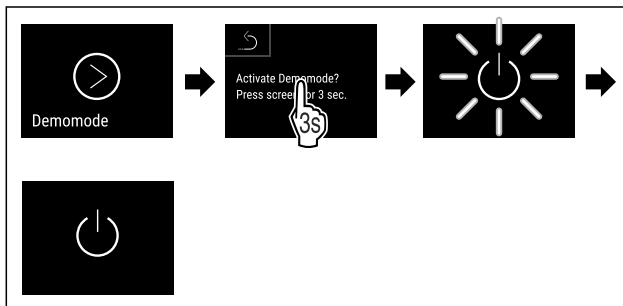 Demomode
Activate Demomode?
Press screen for 3 sec.
3s